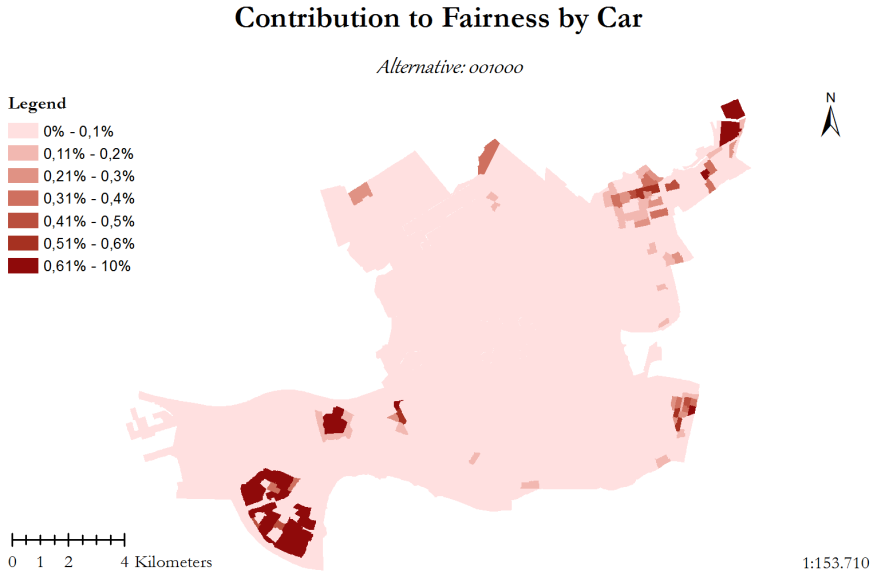 Contribution to Fairness by Car
Alternative: 001000
Legend
0% - 0,1%
0,11% - 0,2%
0,21% - 0,3%
0,31% - 0,4%
0,41% - 0,5%
0,51% - 0,6%
0,61% - 10%
N
0 1 2 4 Kilometers
1:153.710